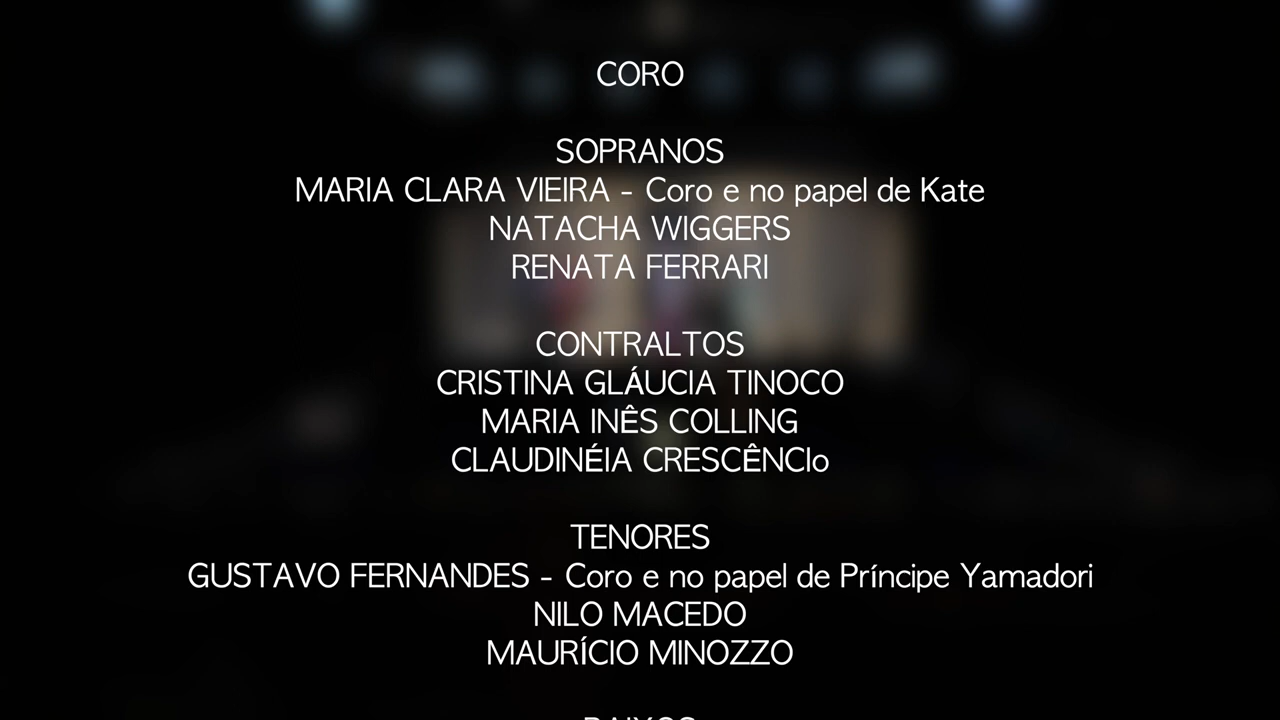 CORO
SOPRANOS
MARIA CLARA VIEIRA - Coro e no papel de Kate
NATACHA WIGGERS
RENATA FERRARI
CONTRALTOS
CRISTINA GLÁUCIA TINOCO
MARIA INÊS COLLING
CLAUDINÉIA CRESCÊNCIo
TENORES
GUSTAVO FERNANDES - Coro e no papel de Príncipe Yamadori
NILO MACEDO
MAURÍCIO MINOZZO
BAIXOS